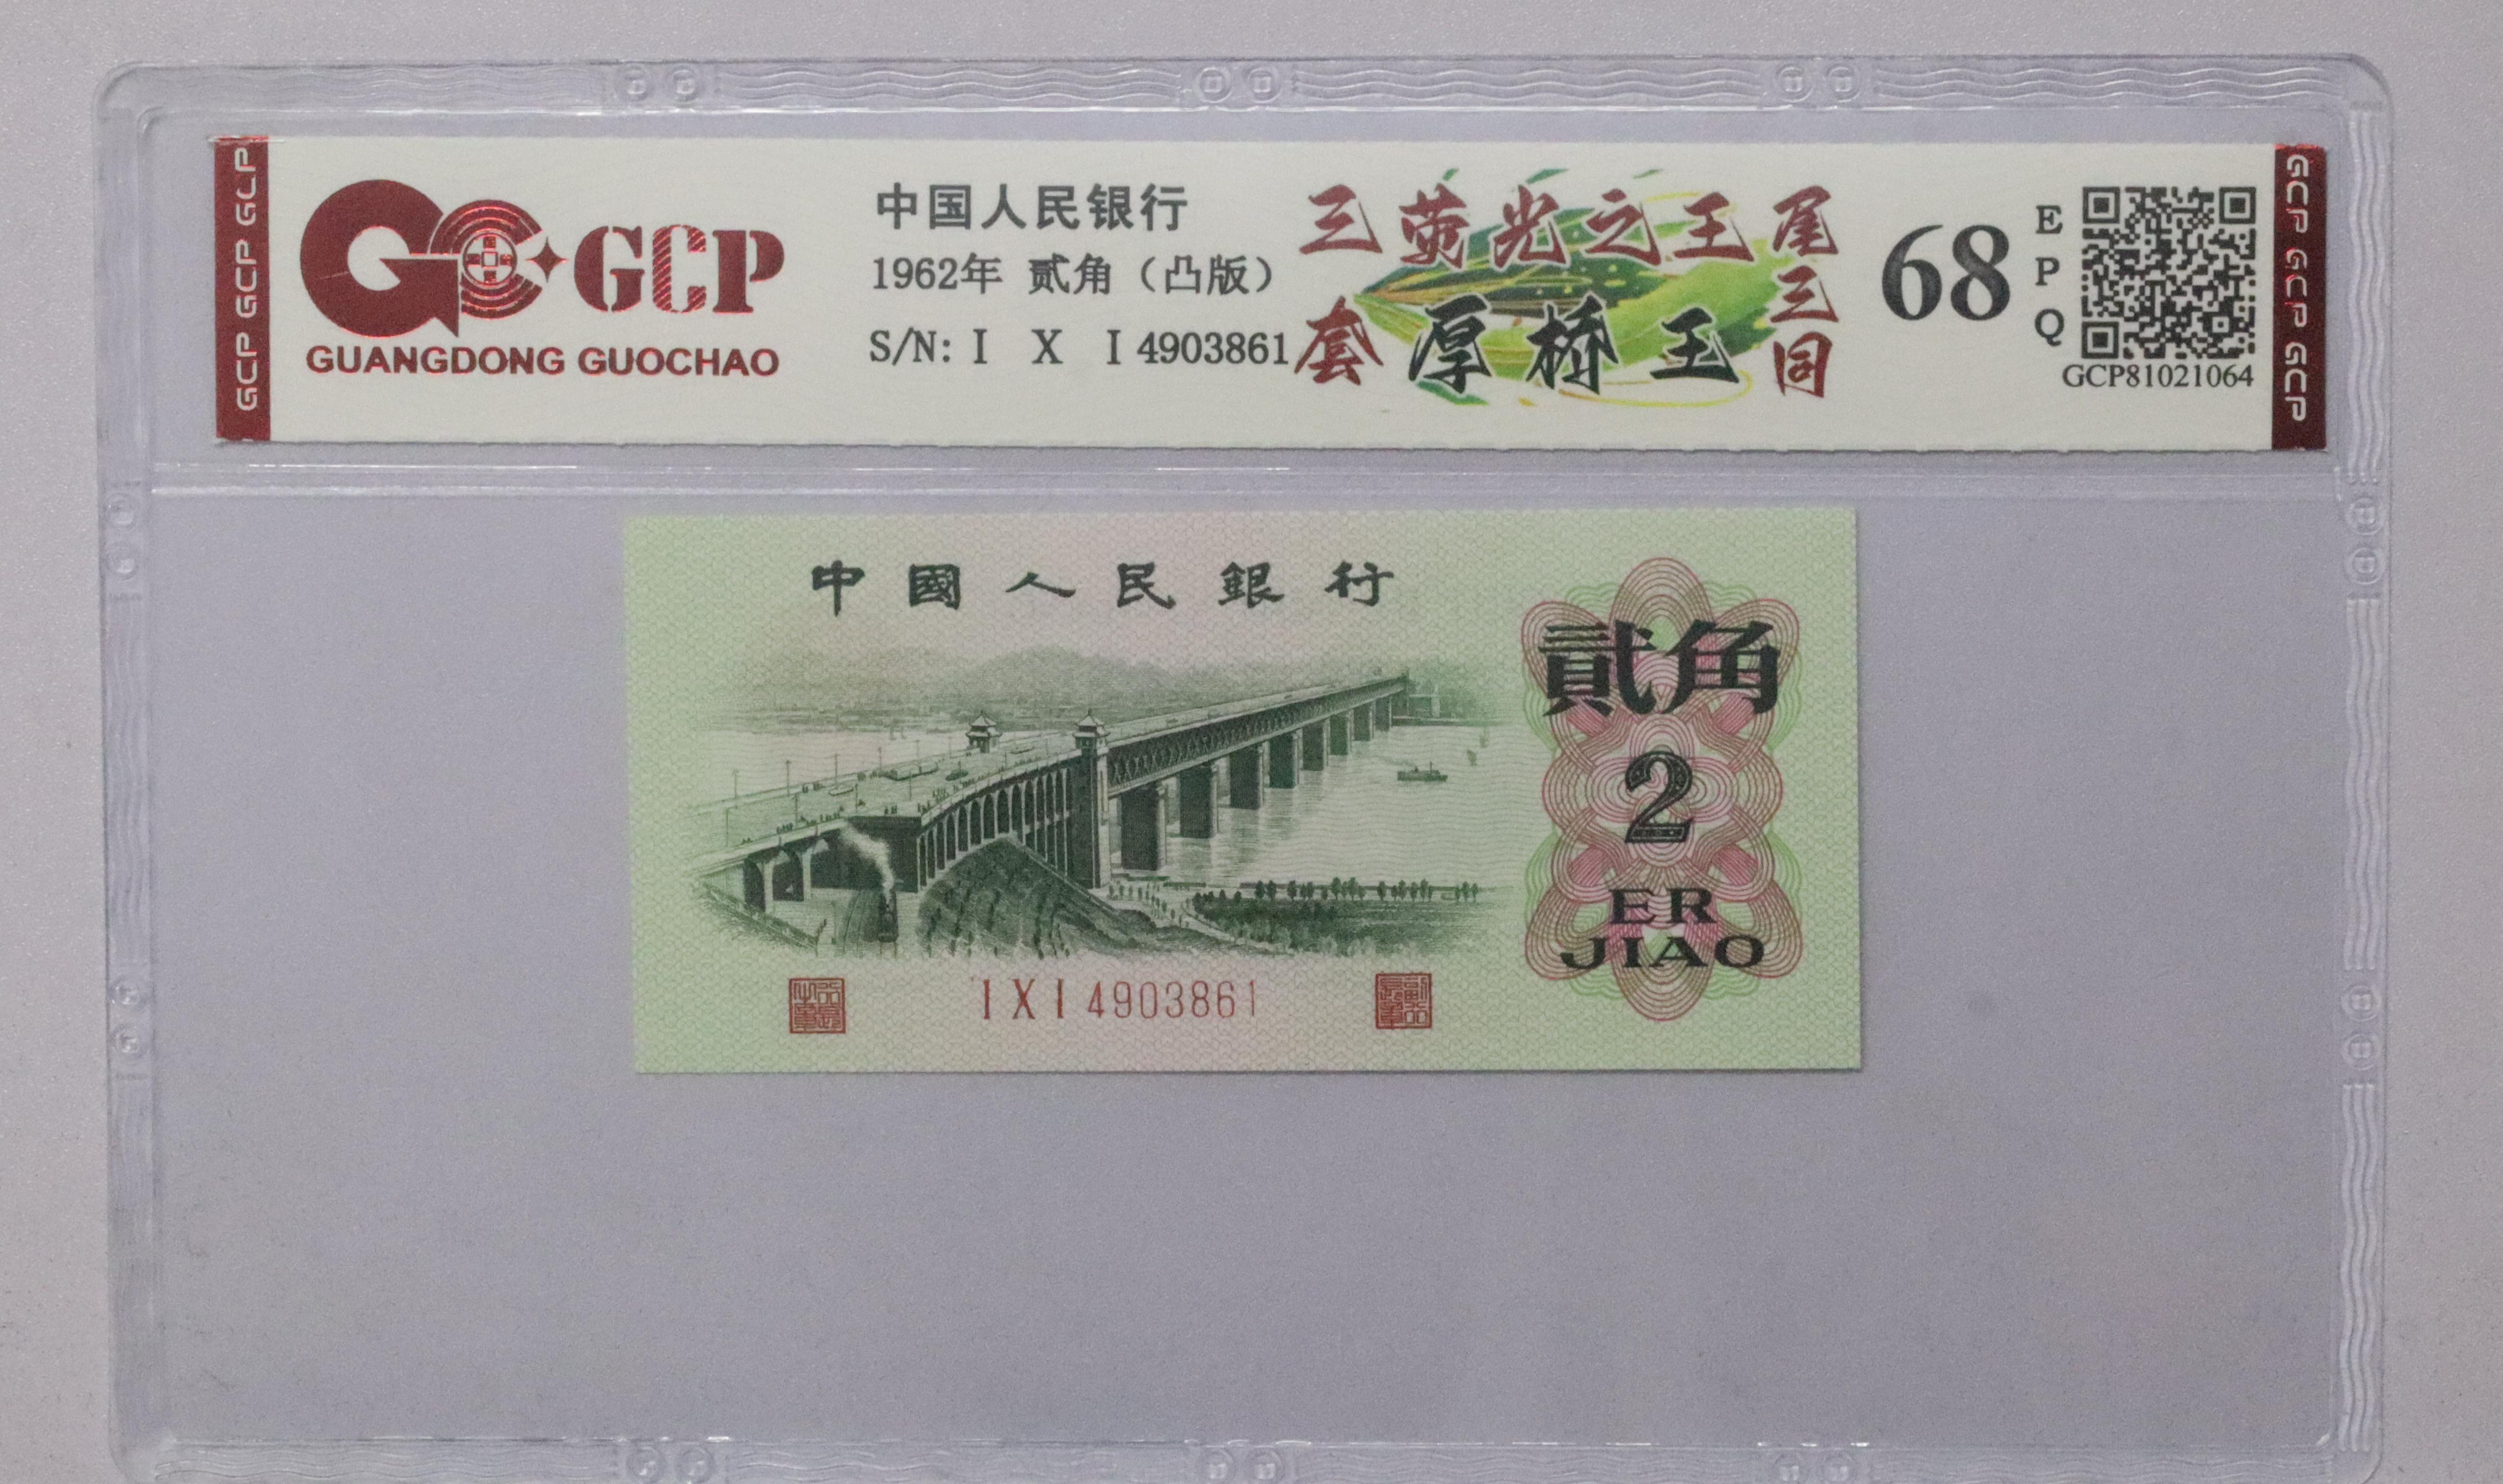 GCP GCP GCP
GCP
GUANGDONG GUOCHAO
中国人民银行
1962年 贰角（凸版）
S/N: I X I 4903861
三套
荧光之王
厚桥王
尾三同
68
EPQ
GCP81021064
GCP GCP GCP
中國人民銀行
貳角
2
ER
JIAO
I X I 4903861